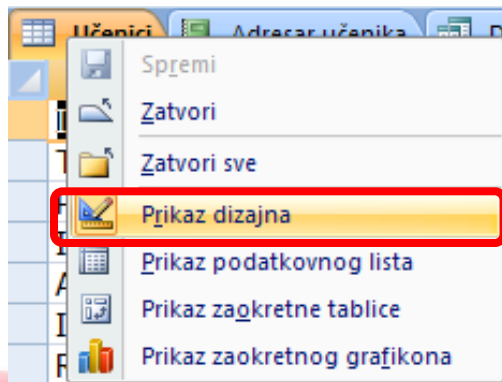 Učenici Adresar učenika
Spremi
Zatvori
Zatvori sve
Prikaz dizajna
Prikaz podatkovnog lista
Prikaz zaokretne tablice
Prikaz zaokretnog grafikona